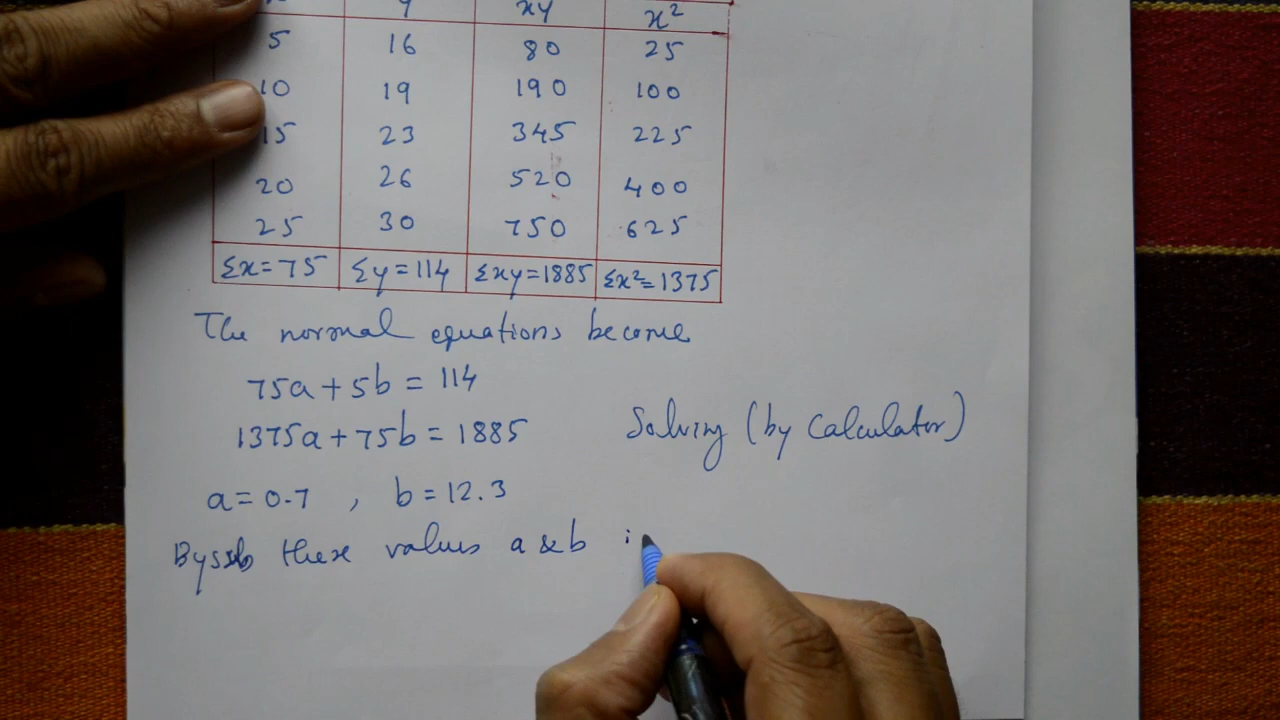 y xy x²
5 16 80 25
10 19 190 100
15 23 345 225
20 26 520 400
25 30 750 625
Σx=75 Σy=114 Σxy=1885 Σx²=1375
The normal equations become
75a+5b=114
1375a+75b=1885 Solving (by Calculator)
a=0.7 , b=12.3
By sub these values a & b i